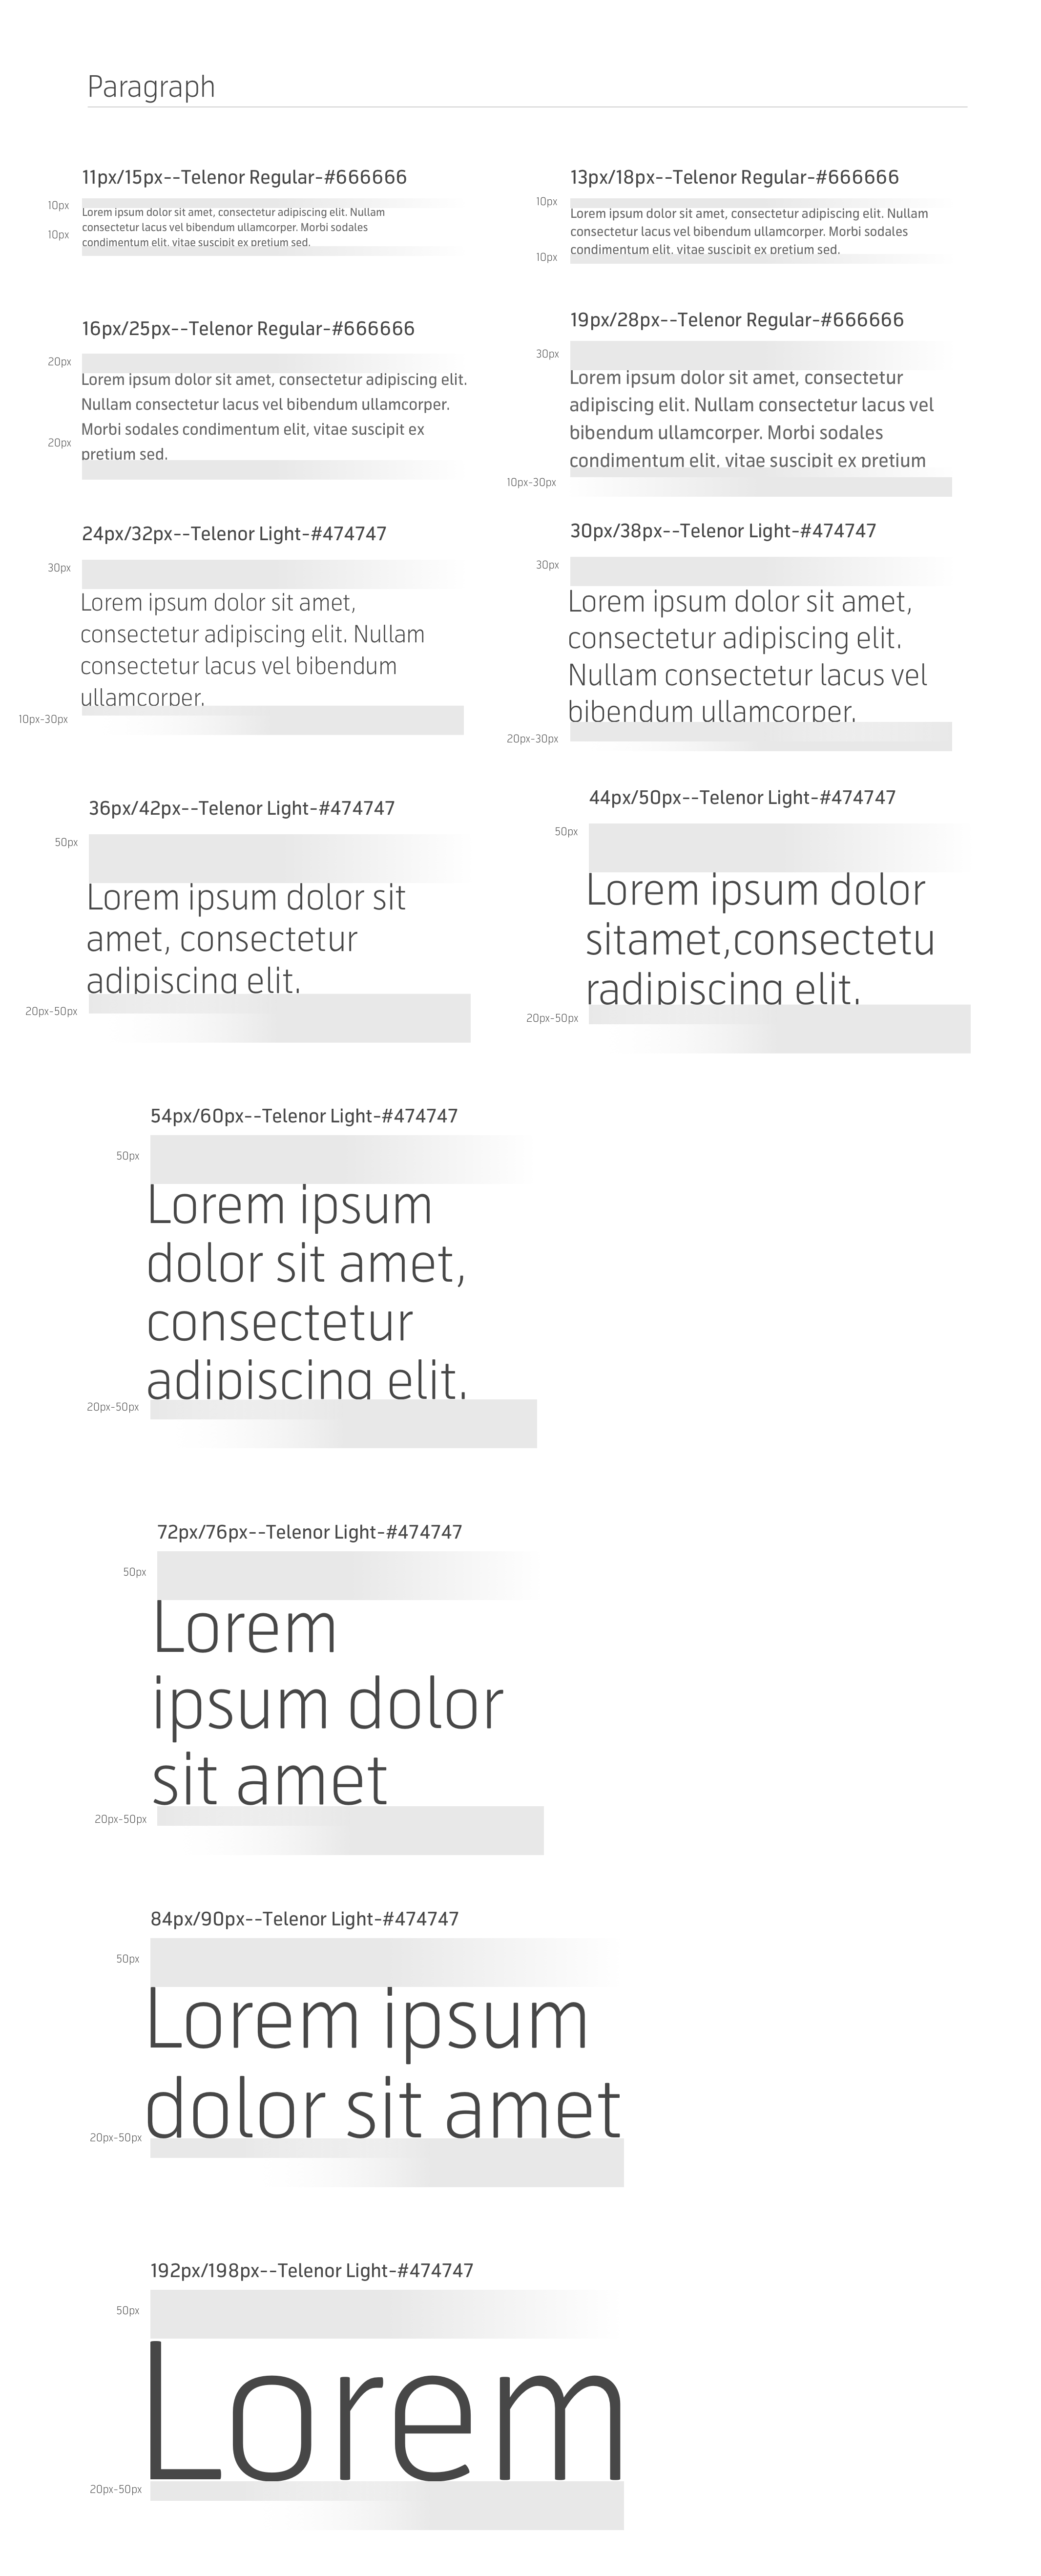 Paragraph
11px/15px--Telenor Regular-#666666
10px
Lorem ipsum dolor sit amet, consectetur adipiscing elit. Nullam
consectetur lacus vel bibendum ullamcorper. Morbi sodales
10px
condimentum elit, vitae suscipit ex pretium sed.
13px/18px--Telenor Regular-#666666
10px
Lorem ipsum dolor sit amet, consectetur adipiscing elit. Nullam
consectetur lacus vel bibendum ullamcorper. Morbi sodales
condimentum elit, vitae suscipit ex pretium sed.
10px
16px/25px--Telenor Regular-#666666
20px
Lorem ipsum dolor sit amet, consectetur adipiscing elit.
Nullam consectetur lacus vel bibendum ullamcorper.
Morbi sodales condimentum elit, vitae suscipit ex
20px
pretium sed.
19px/28px--Telenor Regular-#666666
30px
Lorem ipsum dolor sit amet, consectetur
adipiscing elit. Nullam consectetur lacus vel
bibendum ullamcorper. Morbi sodales
condimentum elit, vitae suscipit ex pretium
10px-30px
24px/32px--Telenor Light-#474747
30px
Lorem ipsum dolor sit amet,
consectetur adipiscing elit. Nullam
consectetur lacus vel bibendum
ullamcorper.
10px-30px
30px/38px--Telenor Light-#474747
30px
Lorem ipsum dolor sit amet,
consectetur adipiscing elit.
Nullam consectetur lacus vel
bibendum ullamcorper.
20px-30px
36px/42px--Telenor Light-#474747
50px
Lorem ipsum dolor sit
amet, consectetur
adipiscing elit.
20px-50px
44px/50px--Telenor Light-#474747
50px
Lorem ipsum dolor
sitamet,consectetu
radipiscing elit.
20px-50px
54px/60px--Telenor Light-#474747
50px
Lorem ipsum
dolor sit amet,
consectetur
adipiscing elit.
20px-50px
72px/76px--Telenor Light-#474747
50px
Lorem
ipsum dolor
sit amet
20px-50px
84px/90px--Telenor Light-#474747
50px
Lorem ipsum
dolor sit amet
20px-50px
192px/198px--Telenor Light-#474747
50px
Lorem
20px-50px